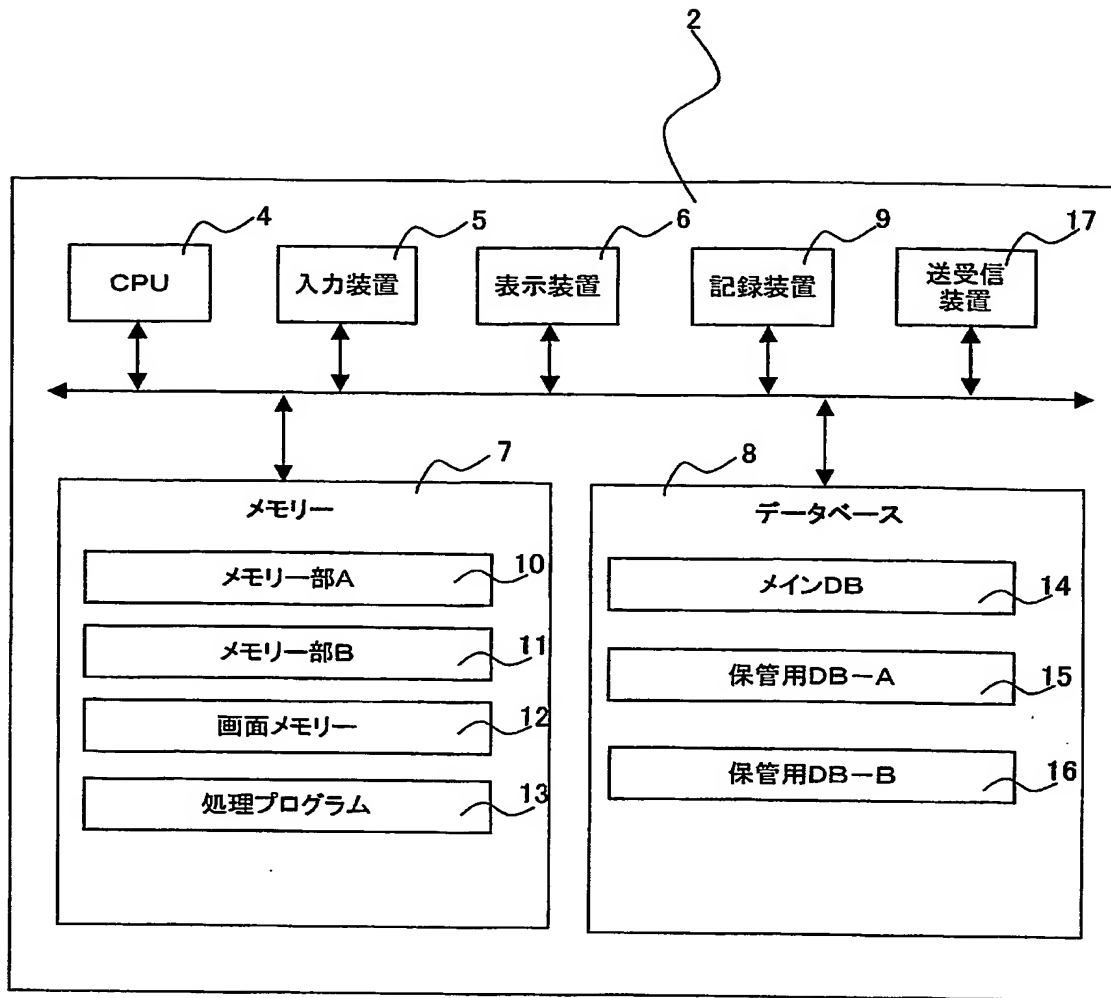 2
4
5
6
9
17
CPU
入力装置
表示装置
記録装置
送受信
装置
7
メモリー
メモリー部A
10
メモリー部B
11
画面メモリー
12
処理プログラム
13
8
データベース
メインDB
14
保管用DB－A
15
保管用DB－B
16